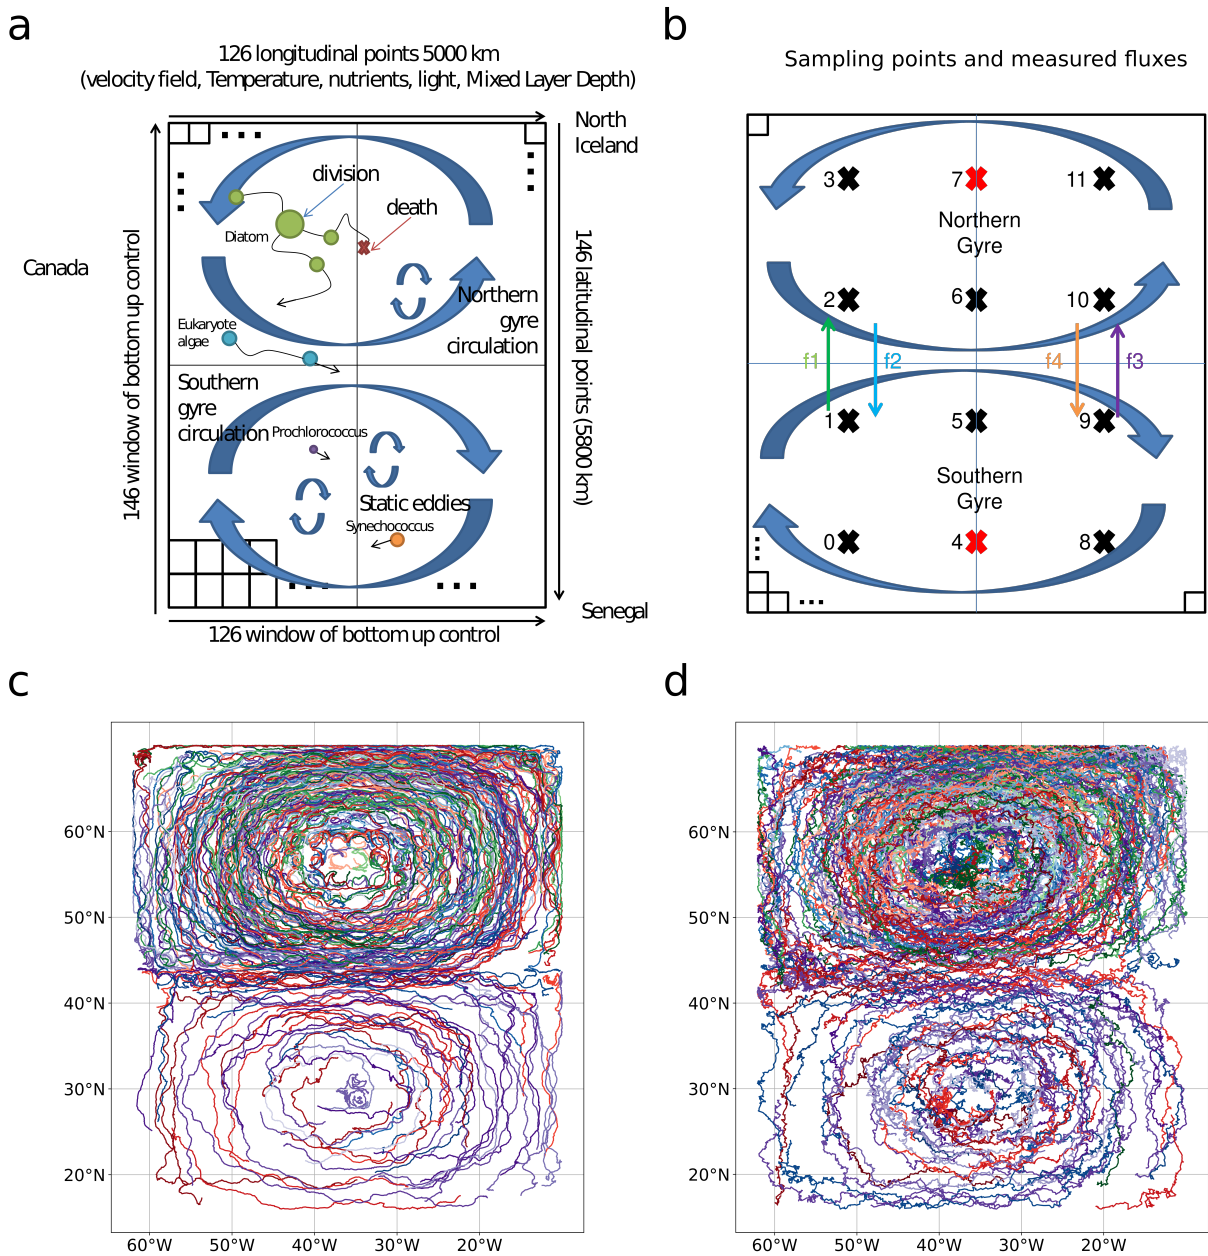 a
126 longitudinal points 5000 km
(velocity field, Temperature, nutrients, light, Mixed Layer Depth)
North
Iceland
Canada
Senegal
146 window of bottom up control
146 latitudinal points (5800 km)
126 window of bottom up control
division
death
Diatom
Northern
gyre
circulation
Eukaryote
algae
Southern
gyre
circulation
Prochlorococcus
Static eddies
Synechococcus
b
Sampling points and measured fluxes
3
7
11
Northern
Gyre
2
6
10
f1
f2
f4
f3
1
5
9
Southern
Gyre
0
4
8
c
60°N
50°N
40°N
30°N
20°N
60°W
50°W
40°W
30°W
20°W
d
60°N
50°N
40°N
30°N
20°N
60°W
50°W
40°W
30°W
20°W